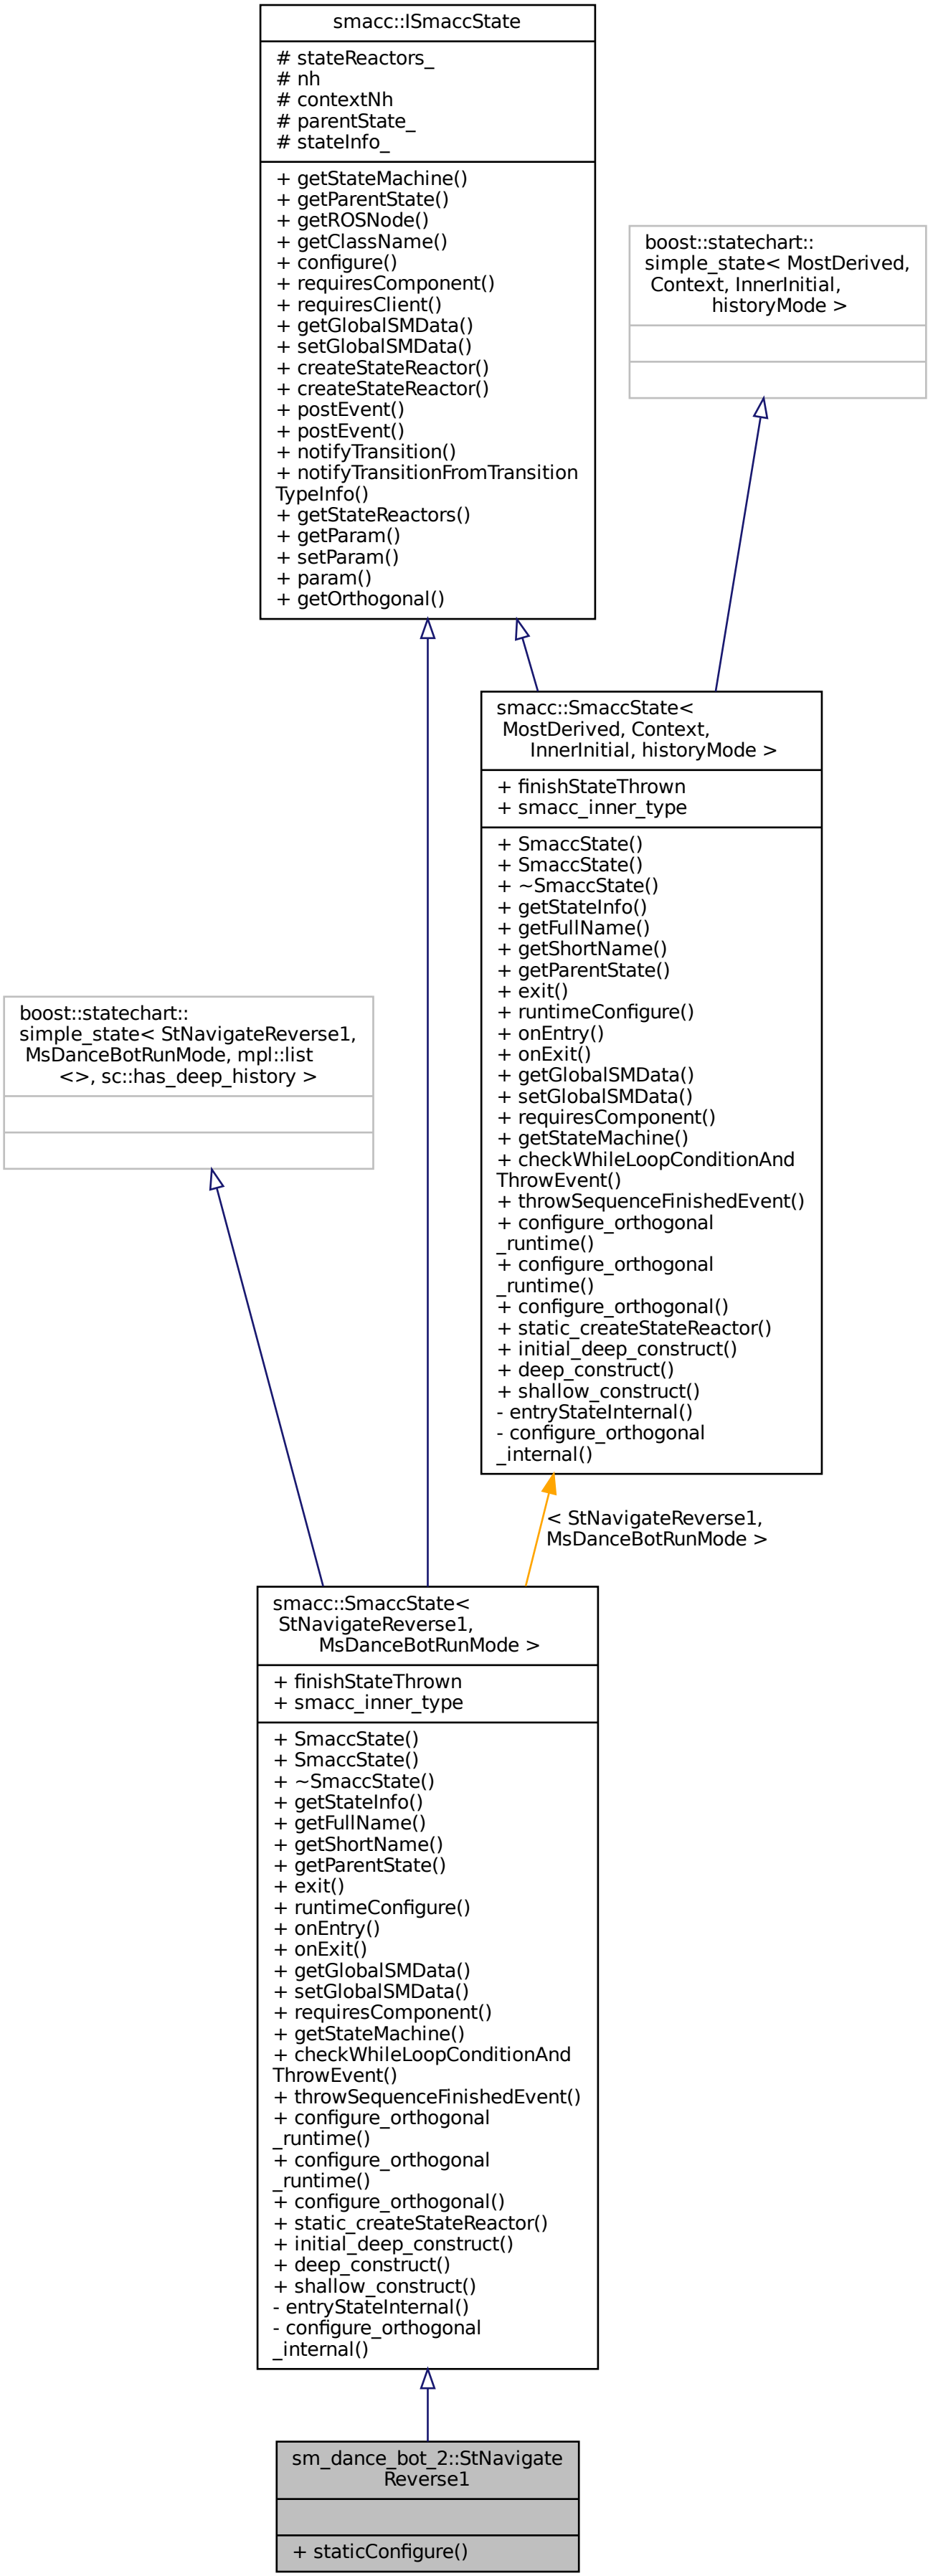 smacc::ISmaccState
# stateReactors_
# nh
# contextNh
# parentState_
# stateInfo_
+ getStateMachine()
+ getParentState()
+ getROSNode()
+ getClassName()
+ configure()
+ requiresComponent()
+ requiresClient()
+ getGlobalSMData()
+ setGlobalSMData()
+ createStateReactor()
+ createStateReactor()
+ postEvent()
+ postEvent()
+ notifyTransition()
+ notifyTransitionFromTransition
TypeInfo()
+ getStateReactors()
+ getParam()
+ setParam()
+ param()
+ getOrthogonal()
boost::statechart::
simple_state< MostDerived,
Context, InnerInitial,
historyMode >
smacc::SmaccState<
MostDerived, Context,
InnerInitial, historyMode >
+ finishStateThrown
+ smacc_inner_type
+ SmaccState()
+ SmaccState()
+ ~SmaccState()
+ getStateInfo()
+ getFullName()
+ getShortName()
+ getParentState()
+ exit()
+ runtimeConfigure()
+ onEntry()
+ onExit()
+ getGlobalSMData()
+ setGlobalSMData()
+ requiresComponent()
+ getStateMachine()
+ checkWhileLoopConditionAnd
ThrowEvent()
+ throwSequenceFinishedEvent()
+ configure_orthogonal
_runtime()
+ configure_orthogonal
_runtime()
+ configure_orthogonal()
+ static_createStateReactor()
+ initial_deep_construct()
+ deep_construct()
+ shallow_construct()
- entryStateInternal()
- configure_orthogonal
_internal()
boost::statechart::
simple_state< StNavigateReverse1,
MsDanceBotRunMode, mpl::list
<>, sc::has_deep_history >
< StNavigateReverse1,
MsDanceBotRunMode >
smacc::SmaccState<
StNavigateReverse1,
MsDanceBotRunMode >
+ finishStateThrown
+ smacc_inner_type
+ SmaccState()
+ SmaccState()
+ ~SmaccState()
+ getStateInfo()
+ getFullName()
+ getShortName()
+ getParentState()
+ exit()
+ runtimeConfigure()
+ onEntry()
+ onExit()
+ getGlobalSMData()
+ setGlobalSMData()
+ requiresComponent()
+ getStateMachine()
+ checkWhileLoopConditionAnd
ThrowEvent()
+ throwSequenceFinishedEvent()
+ configure_orthogonal
_runtime()
+ configure_orthogonal
_runtime()
+ configure_orthogonal()
+ static_createStateReactor()
+ initial_deep_construct()
+ deep_construct()
+ shallow_construct()
- entryStateInternal()
- configure_orthogonal
_internal()
sm_dance_bot_2::StNavigate
Reverse1
+ staticConfigure()